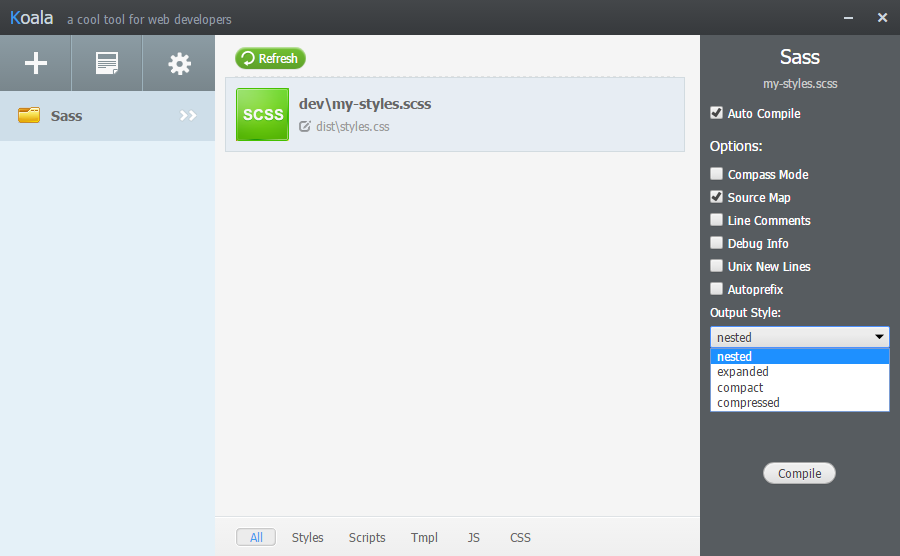 Koala a cool tool for web developers
Sass
Refresh
SCSS
dev\my-styles.scss
dist\styles.css
All Styles Scripts Tmpl JS CSS
Sass
my-styles.scss
Auto Compile
Options:
Compass Mode
Source Map
Line Comments
Debug Info
Unix New Lines
Autoprefix
Output Style:
nested
nested
expanded
compact
compressed
Compile